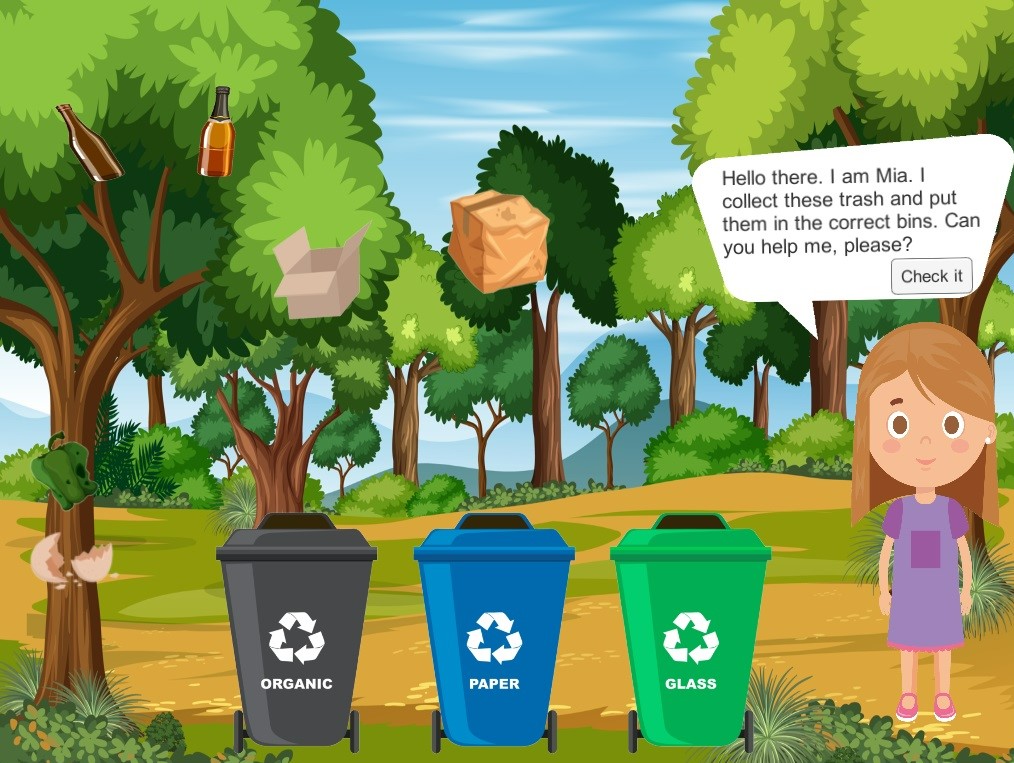 Hello there. I am Mia. I
collect these trash and put
them in the correct bins. Can
you help me, please?
Check it
ORGANIC
PAPER
GLASS